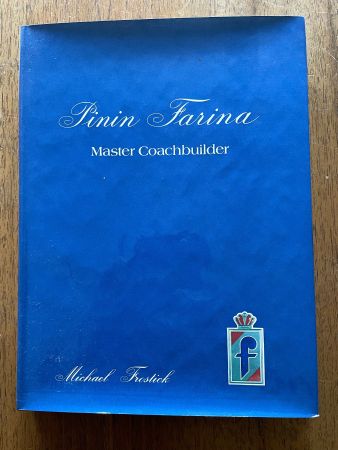 Pinin Farina
Master Coachbuilder
f
Michael Frostick